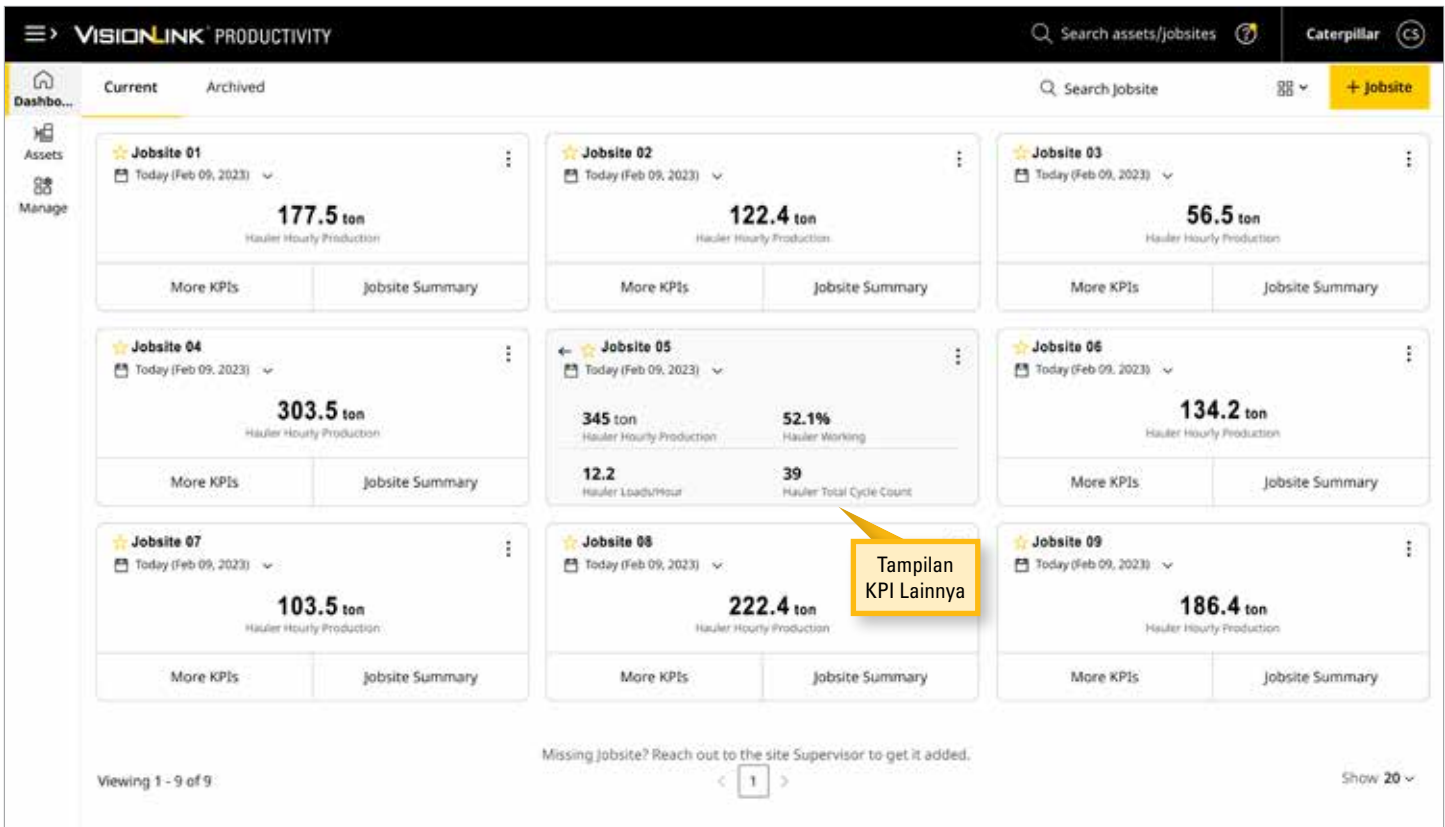 VISIONLINK PRODUCTIVITY
Search assets/jobsites
Caterpillar CS
Dashbo...
Current Archived
Search Jobsite
+ Jobsite
Assets
Manage
Jobsite 01
Today (Feb 09, 2023)
177.5 ton
Hauler Hourly Production
More KPIs Jobsite Summary
Jobsite 02
Today (Feb 09, 2023)
122.4 ton
Hauler Hourly Production
More KPIs Jobsite Summary
Jobsite 03
Today (Feb 09, 2023)
56.5 ton
Hauler Hourly Production
More KPIs Jobsite Summary
Jobsite 04
Today (Feb 09, 2023)
303.5 ton
Hauler Hourly Production
More KPIs Jobsite Summary
Jobsite 05
Today (Feb 09, 2023)
345 ton 52.1%
Hauler Hourly Production Hauler Working
12.2 39
Hauler Loads/Hour Hauler Total Cycle Count
Jobsite 06
Today (Feb 09, 2023)
134.2 ton
Hauler Hourly Production
More KPIs Jobsite Summary
Jobsite 07
Today (Feb 09, 2023)
103.5 ton
Hauler Hourly Production
More KPIs Jobsite Summary
Jobsite 08
Today (Feb 09, 2023)
222.4 ton
Hauler Hourly Production
More KPIs Jobsite Summary
Tampilan
KPI Lainnya
Jobsite 09
Today (Feb 09, 2023)
186.4 ton
Hauler Hourly Production
More KPIs Jobsite Summary
Missing Jobsite? Reach out to the site Supervisor to get it added.
Viewing 1 - 9 of 9
< 1 >
Show 20